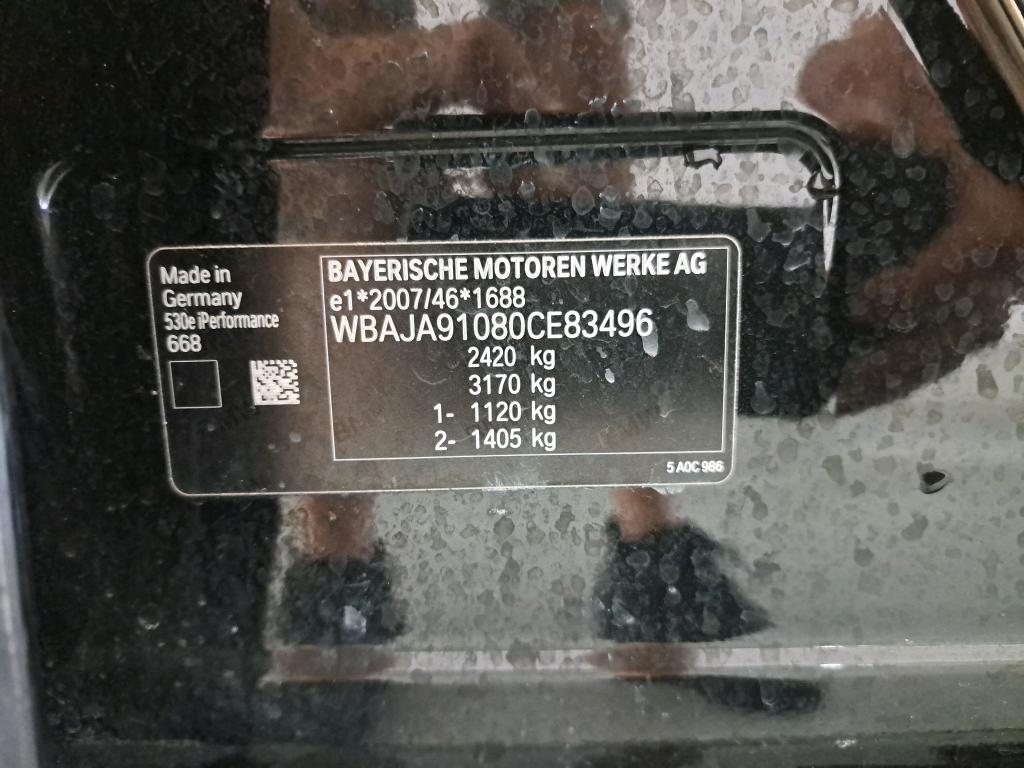 Made in
Germany
530e iPerformance
668
BAYERISCHE MOTOREN WERKE AG
e1*2007/46*1688
WBAJA91080CE83496
2420 kg
3170 kg
1- 1120 kg
2- 1405 kg
5 A0C 986